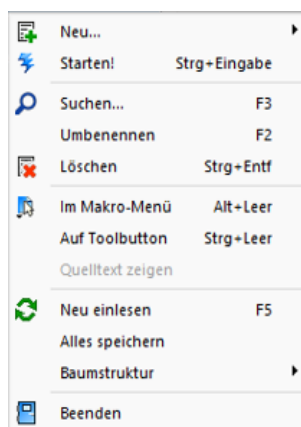 Neu...
Starten! Strg+Eingabe
Suchen... F3
Umbenennen F2
Löschen Strg+Entf
Im Makro-Menü Alt+Leer
Auf Toolbutton Strg+Leer
Quelltext zeigen
Neu einlesen F5
Alles speichern
Baumstruktur
Beenden